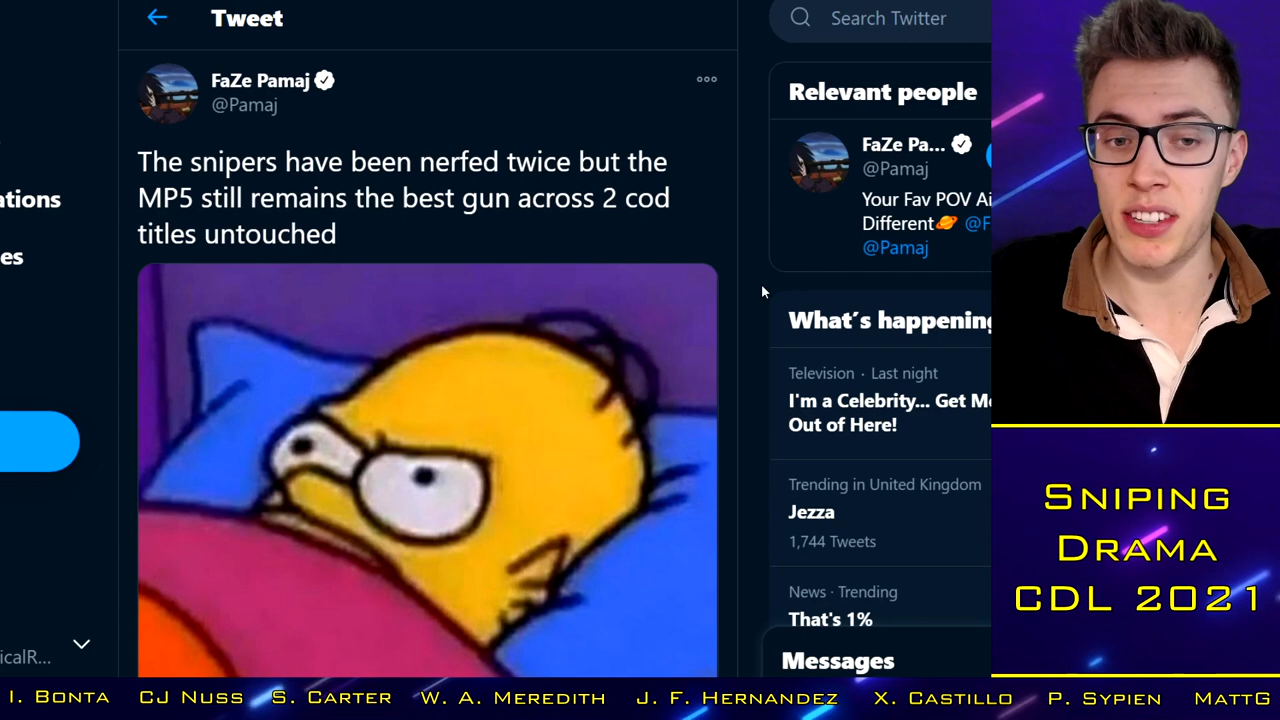 Tweet
Search Twitter
FaZe Pamaj
@Pamaj
The snipers have been nerfed twice but the
MP5 still remains the best gun across 2 cod
titles untouched
ations
es
icalR...
Relevant people
FaZe Pa...
@Pamaj
Your Fav POV Ai
Different🪐 @F
@Pamaj
What's happening
Television · Last night
I'm a Celebrity... Get Me
Out of Here!
Trending in United Kingdom
Jezza
1,744 Tweets
News · Trending
That's 1%
Messages
Sniping
Drama
CDL 2021
I. Bonta CJ Nuss S. Carter W. A. Meredith J. F. Hernandez X. Castillo P. Sypien MattG